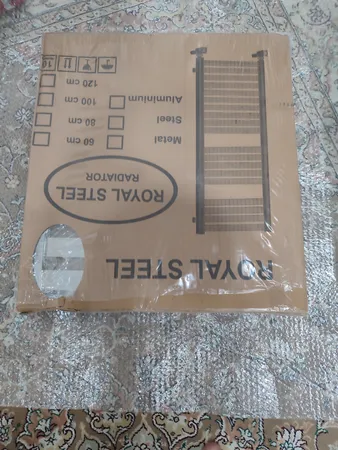 ROYAL STEEL
ROYAL STEEL
RADIATOR
Metal 60 cm
Steel 80 cm
Aluminium 100 cm
120 cm